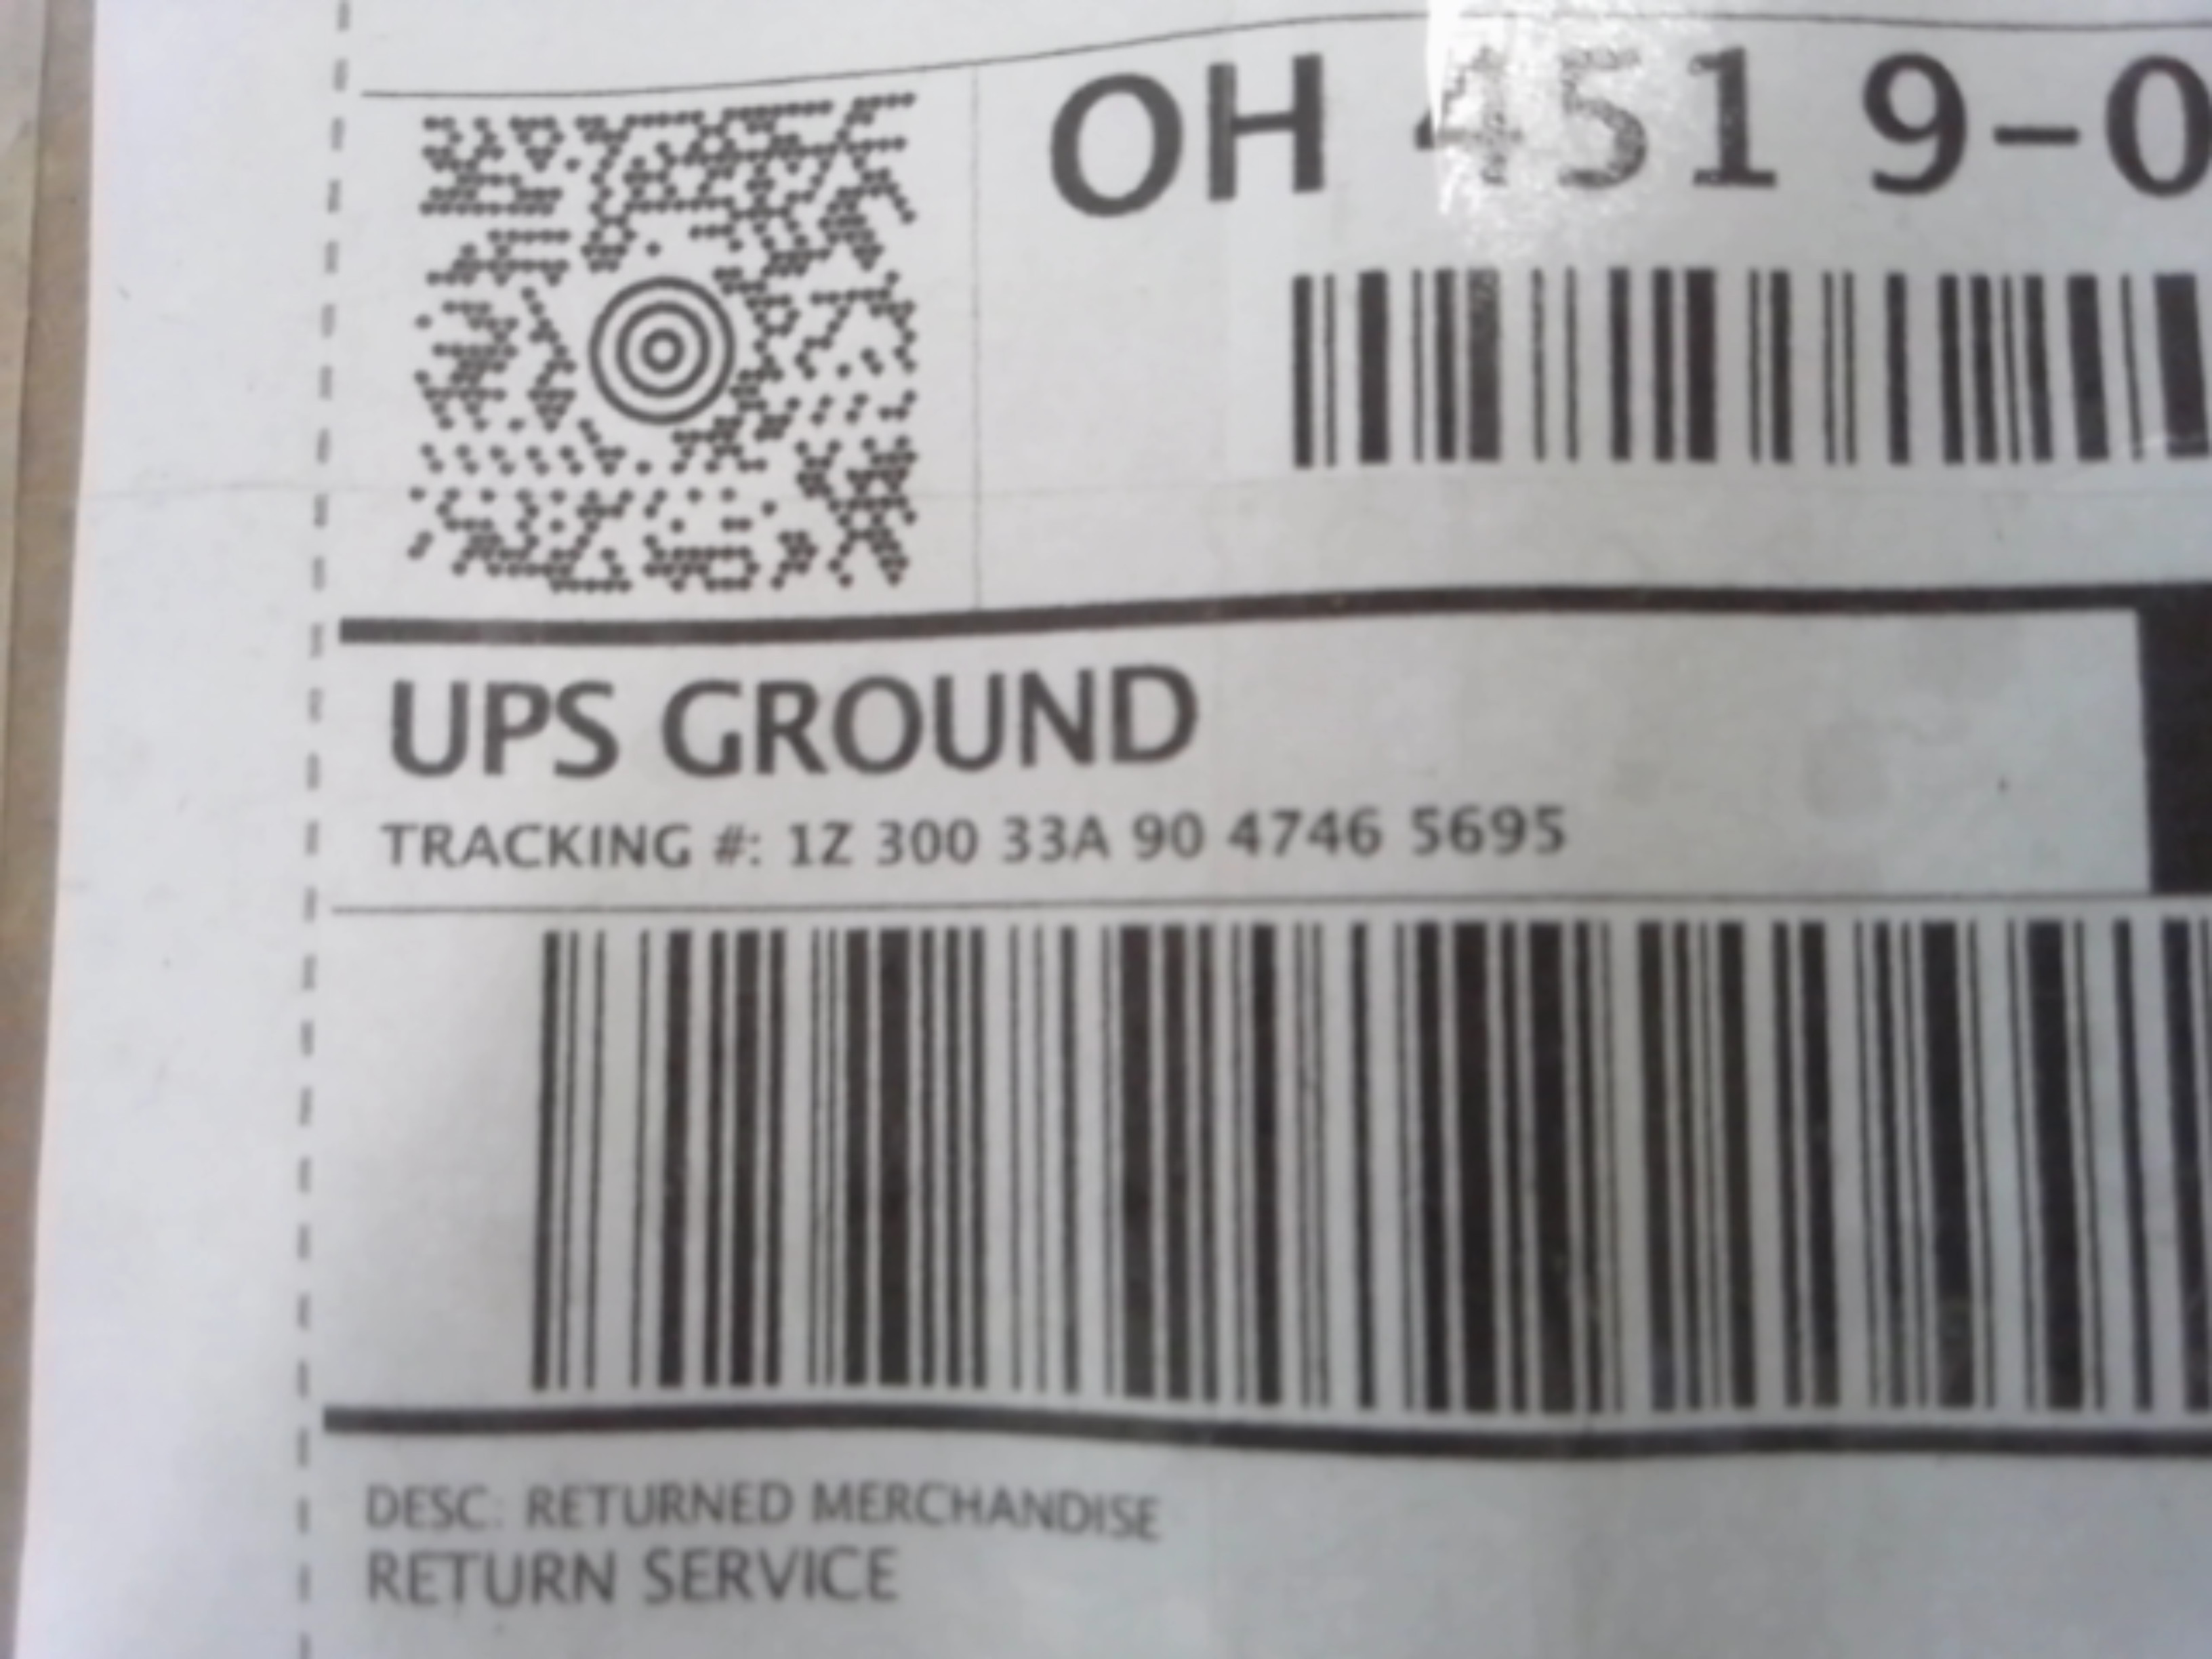 OH 451 9-0
UPS GROUND
TRACKING #: 1Z 300 33A 90 4746 5695
DESC: RETURNED MERCHANDISE
RETURN SERVICE